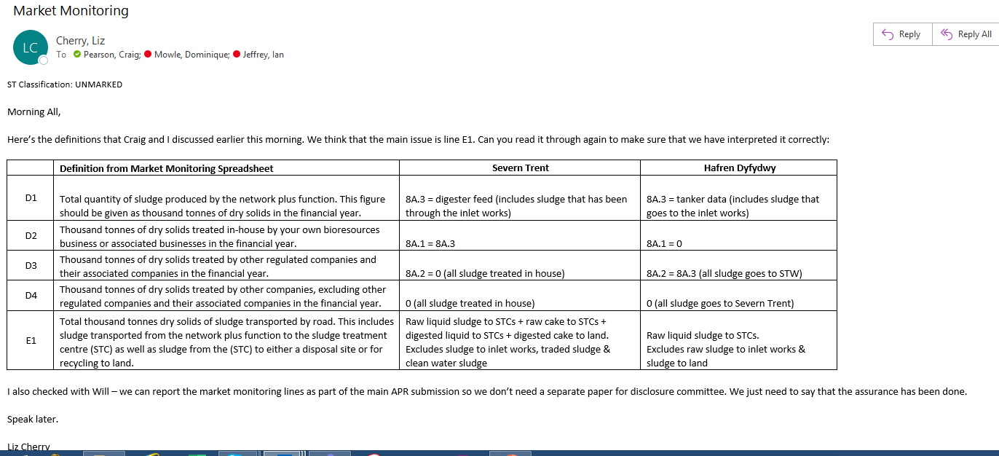 Market Monitoring
LC
Cherry, Liz
To Pearson, Craig; Mowle, Dominique; Jeffrey, Ian
Reply
Reply All
ST Classification: UNMARKED
Morning All,
Here's the definitions that Craig and I discussed earlier this morning. We think that the main issue is line E1. Can you read it through again to make sure that we have interpreted it correctly:
Definition from Market Monitoring Spreadsheet
Severn Trent
Hafren Dyfydwy
D1
Total quantity of sludge produced by the network plus function. This figure
should be given as thousand tonnes of dry solids in the financial year.
8A.3 = digester feed (includes sludge that has been
through the inlet works)
8A.3 = tanker data (includes sludge that
goes to the inlet works)
D2
Thousand tonnes of dry solids treated in-house by your own bioresources
business or associated businesses in the financial year.
8A.1 = 8A.3
8A.1 = 0
D3
Thousand tonnes of dry solids treated by other regulated companies and
their associated companies in the financial year.
8A.2 = 0 (all sludge treated in house)
8A.2 = 8A.3 (all sludge goes to STW)
D4
Thousand tonnes of dry solids treated by other companies, excluding other
regulated companies and their associated companies in the financial year.
0 (all sludge treated in house)
0 (all sludge goes to Severn Trent)
E1
Total thousand tonnes dry solids of sludge transported by road. This includes
sludge transported from the network plus function to the sludge treatment
centre (STC) as well as sludge from the (STC) to either a disposal site or for
recycling to land.
Raw liquid sludge to STCs + raw cake to STCs +
digested liquid to STCs + digested cake to land.
Excludes sludge to inlet works, traded sludge &
clean water sludge
Raw liquid sludge to STCs.
Excludes raw sludge to inlet works &
sludge to land
I also checked with Will – we can report the market monitoring lines as part of the main APR submission so we don't need a separate paper for disclosure committee. We just need to say that the assurance has been done.
Speak later.
Liz Cherry